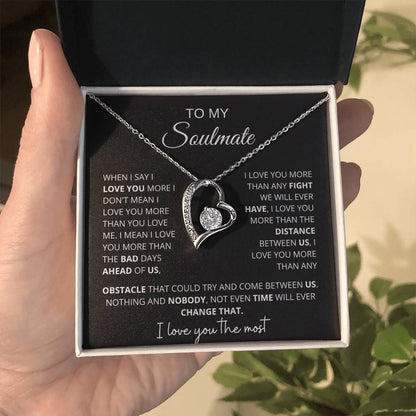 TO MY
Soulmate
WHEN I SAY I
LOVE YOU MORE I
DON'T MEAN I
LOVE YOU MORE
THAN YOU LOVE
ME. I MEAN I LOVE
YOU MORE THAN
THE BAD DAYS
AHEAD OF US,
I LOVE YOU MORE
THAN ANY FIGHT
WE WILL EVER
HAVE, I LOVE YOU
MORE THAN THE
DISTANCE
BETWEEN US, I
LOVE YOU MORE
THAN ANY
OBSTACLE THAT COULD TRY AND COME BETWEEN US.
NOTHING AND NOBODY, NOT EVEN TIME WILL EVER
CHANGE THAT.
I love you the most